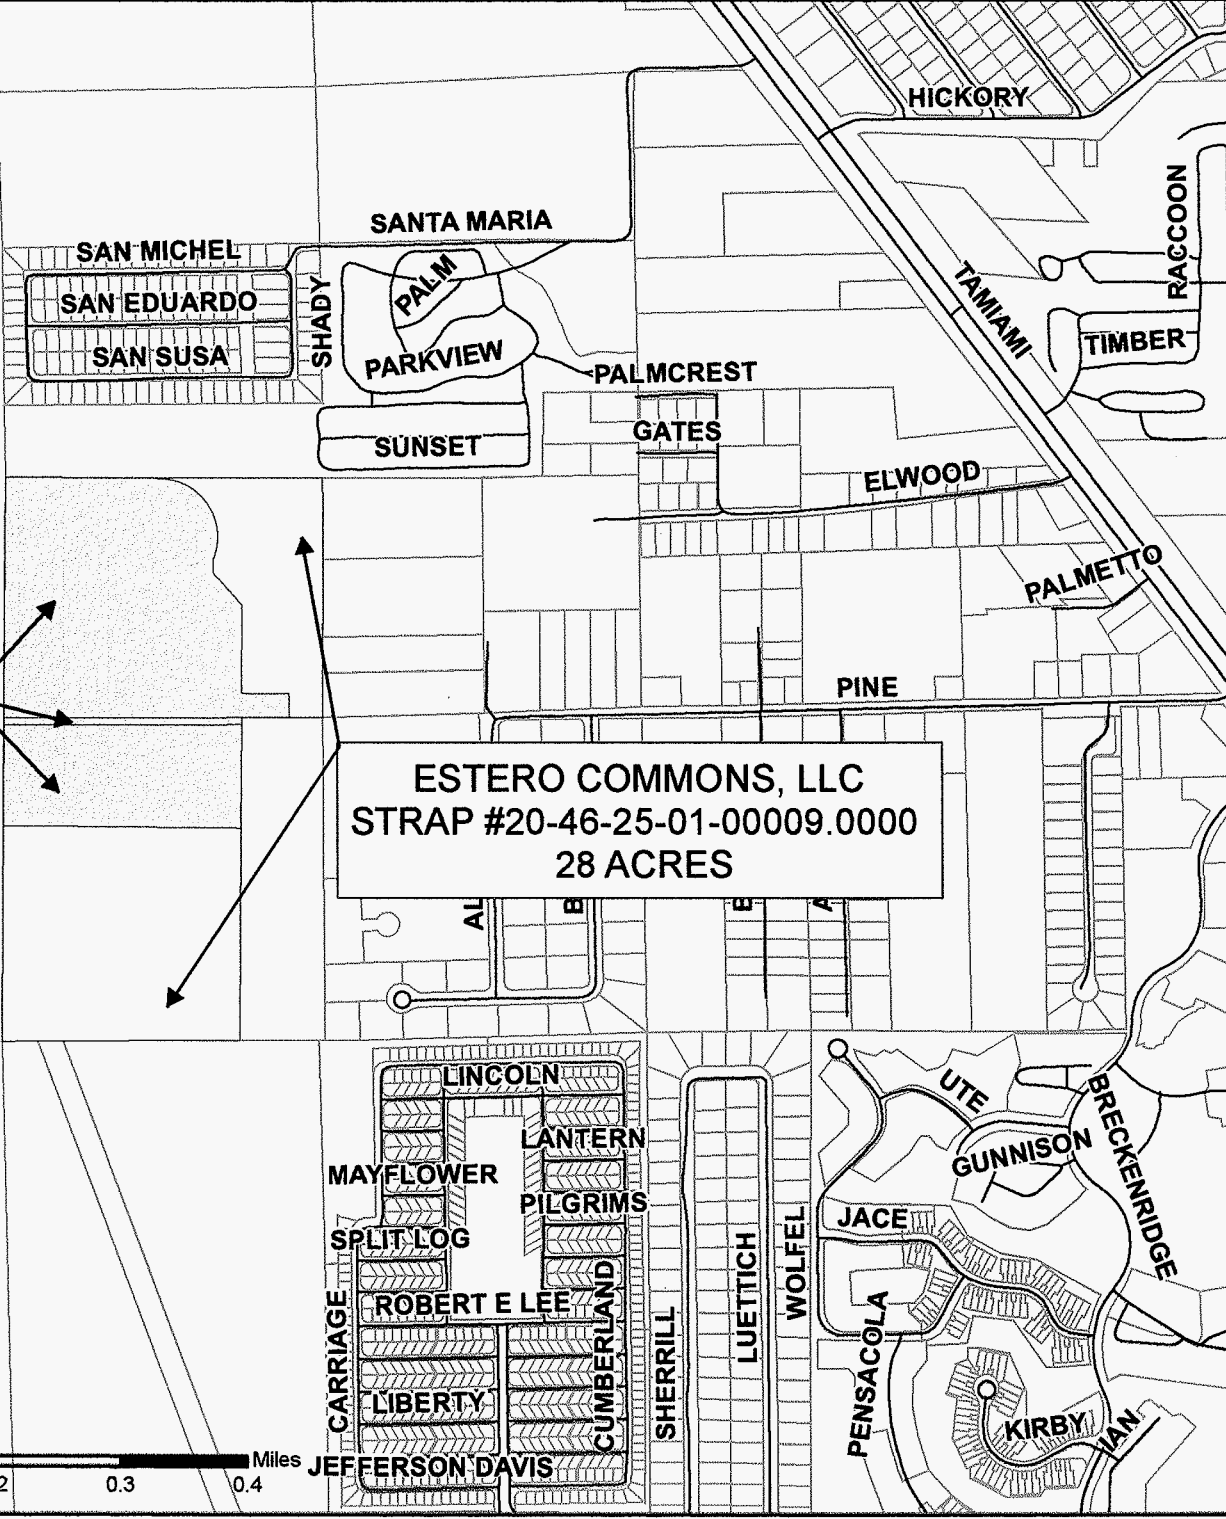 HICKORY
RACCOON
SANTA MARIA
SAN MICHEL
PALM
SAN EDUARDO
SHADY
TAMIAMI
SAN SUSA
PARKVIEW
TIMBER
PALMCREST
GATES
SUNSET
ELWOOD
PALMETTO
PINE
ESTERO COMMONS, LLC
STRAP #20-46-25-01-00009.0000
28 ACRES
LINCOLN
UTE
BRECKENRIDGE
LANTERN
GUNNISON
MAYFLOWER
PILGRIMS
JACE
SPLIT LOG
WOLFEL
LUETTICH
ROBERT E LEE
CUMBERLAND
CARRIAGE
SHERRILL
PENSACOLA
LIBERTY
KIRBY
IAN
Miles
JEFFERSON DAVIS
0.3
0.4